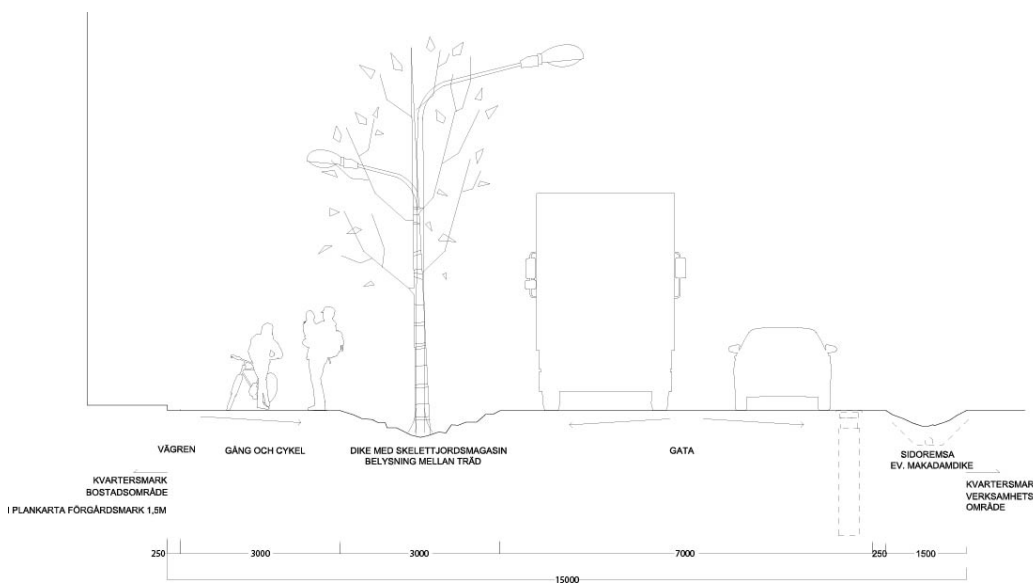 VÄGREN
GÅNG OCH CYKEL
DIKE MED SKELETTJORDSMAGASIN
BELYSNING MELLAN TRÄD
GATA
SIDOREMSA
EV. MAKADAMDIKE
KVARTERSMARK
BOSTADSOMRÅDE
I PLANKARTA FÖRGÅRDSMARK 1,5M
KVARTERSMAR
VERKSAMHETS
OMRÅDE
250 3000 3000 7000 250 1500
15000